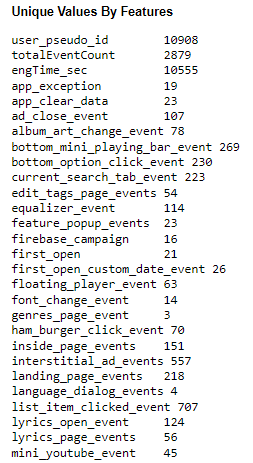 Unique Values By Features
user_pseudo_id 10908
totalEventCount 2879
engTime_sec 10555
app_exception 19
app_clear_data 23
ad_close_event 107
album_art_change_event 78
bottom_mini_playing_bar_event 269
bottom_option_click_event 230
current_search_tab_event 223
edit_tags_page_events 54
equalizer_event 114
feature_popup_events 23
firebase_campaign 16
first_open 21
first_open_custom_date_event 26
floating_player_event 63
font_change_event 14
genres_page_event 3
ham_burger_click_event 70
inside_page_events 151
interstitial_ad_events 557
landing_page_events 218
language_dialog_events 4
list_item_clicked_event 707
lyrics_open_event 124
lyrics_page_events 56
mini_youtube_event 45